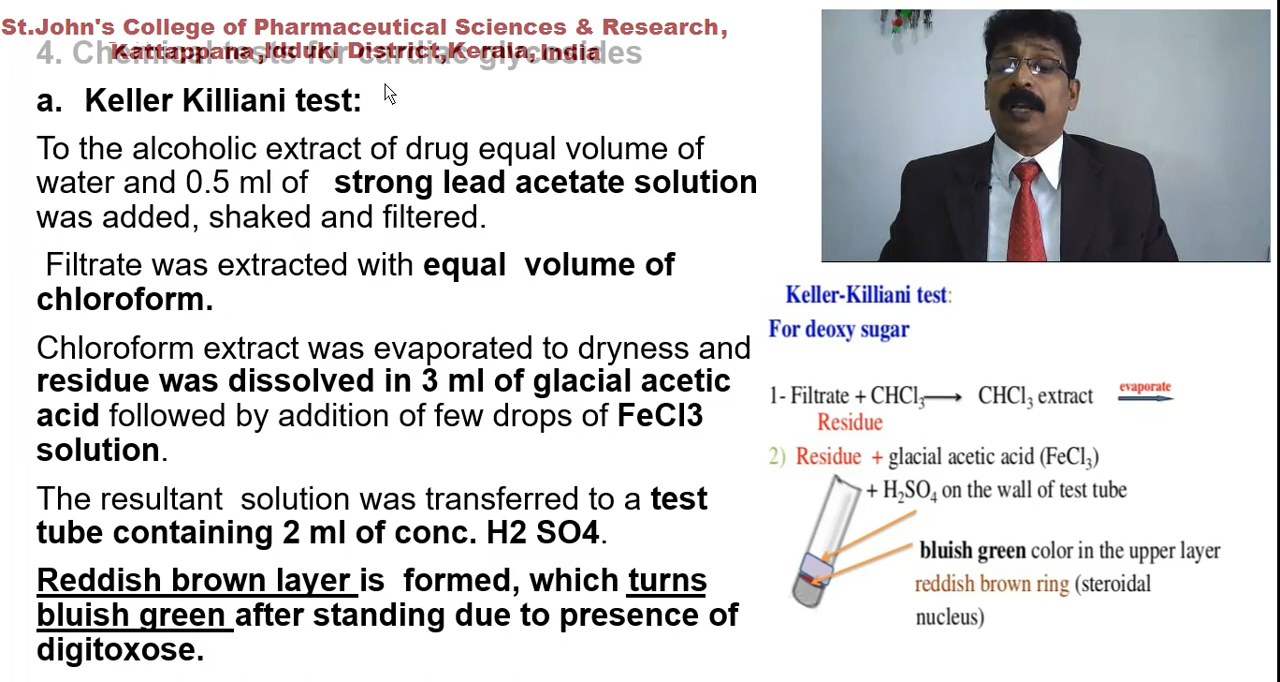 St.John's College of Pharmaceutical Sciences & Research,
Kattappana,Idduki District,Kerala,India
4. Chemical tests for cardiac glycosides
a. Keller Killiani test:
To the alcoholic extract of drug equal volume of
water and 0.5 ml of strong lead acetate solution
was added, shaked and filtered.
Filtrate was extracted with equal volume of
chloroform.
Chloroform extract was evaporated to dryness and
residue was dissolved in 3 ml of glacial acetic
acid followed by addition of few drops of FeCl3
solution.
The resultant solution was transferred to a test
tube containing 2 ml of conc. H2 SO4.
Reddish brown layer is formed, which turns
bluish green after standing due to presence of
digitoxose.
Keller-Killiani test:
For deoxy sugar
1- Filtrate + CHCl₃⟶ CHCl₃ extract evaporate
Residue
2) Residue + glacial acetic acid (FeCl₃)
+ H₂SO₄ on the wall of test tube
bluish green color in the upper layer
reddish brown ring (steroidal
nucleus)